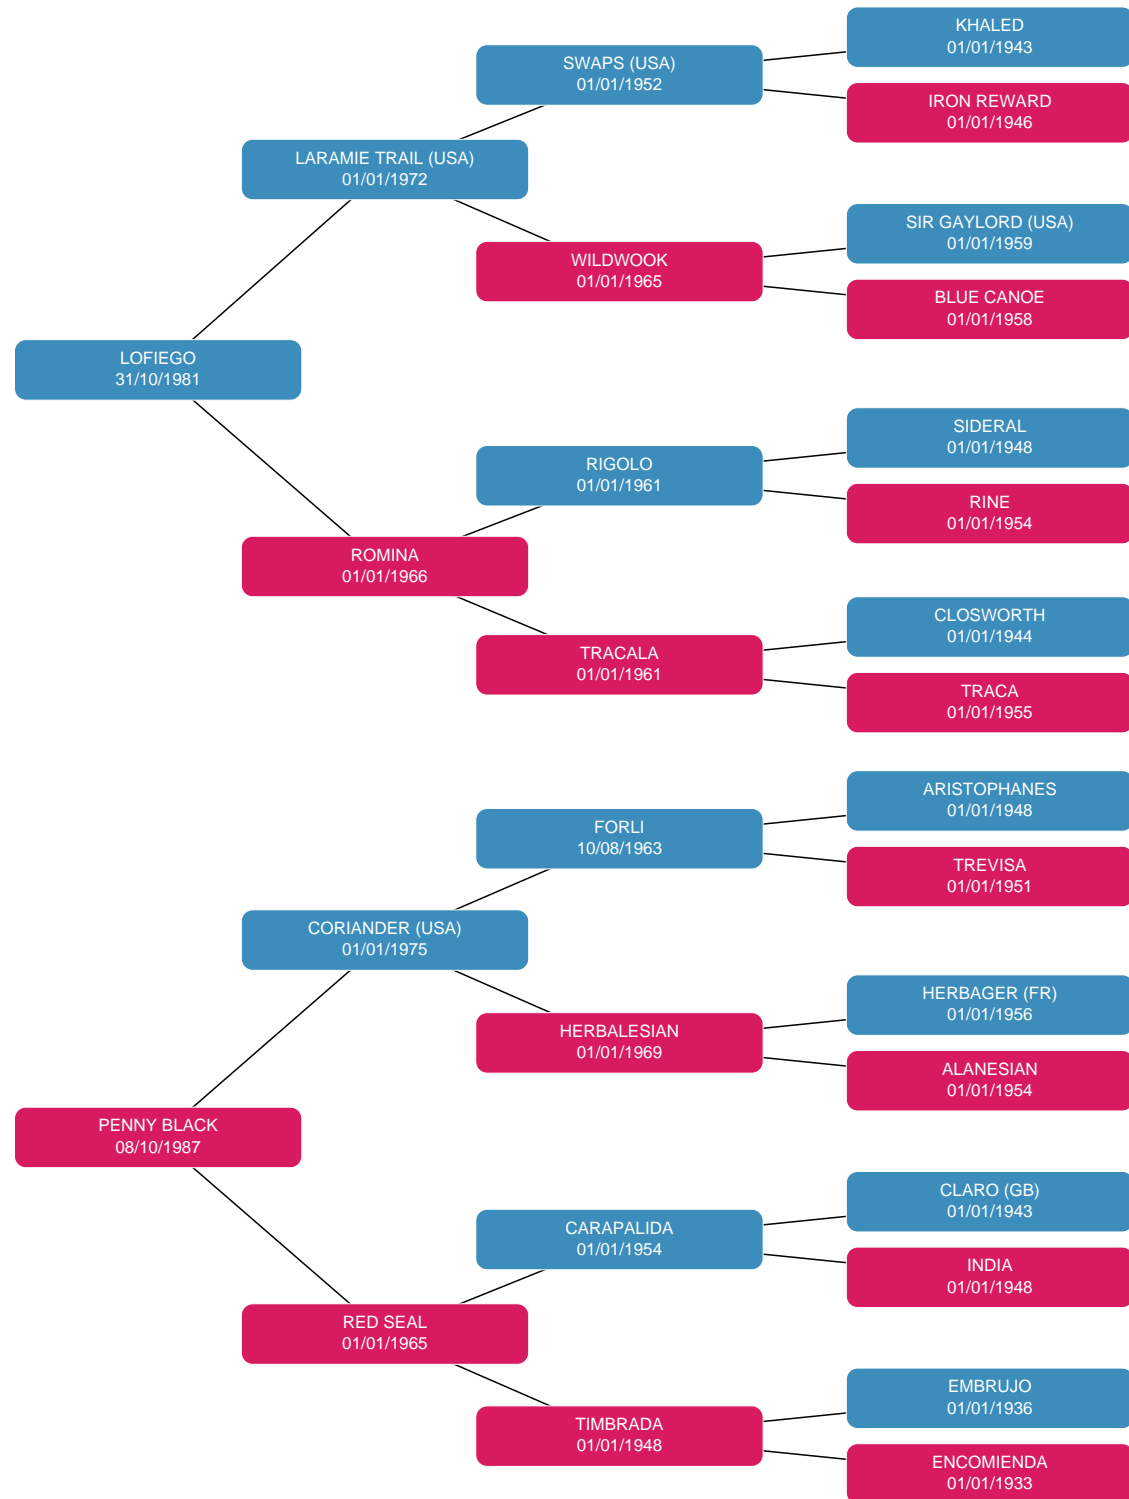 KHALED
01/01/1943
SWAPS (USA)
01/01/1952
IRON REWARD
01/01/1946
LARAMIE TRAIL (USA)
01/01/1972
SIR GAYLORD (USA)
01/01/1959
WILDWOOK
01/01/1965
BLUE CANOE
01/01/1958
LOFIEGO
31/10/1981
SIDERAL
01/01/1948
RIGOLO
01/01/1961
RINE
01/01/1954
ROMINA
01/01/1966
CLOSWORTH
01/01/1944
TRACALA
01/01/1961
TRACA
01/01/1955
ARISTOPHANES
01/01/1948
FORLI
10/08/1963
TREVISA
01/01/1951
CORIANDER (USA)
01/01/1975
HERBAGER (FR)
01/01/1956
HERBALESIAN
01/01/1969
ALANESIAN
01/01/1954
PENNY BLACK
08/10/1987
CLARO (GB)
01/01/1943
CARAPALIDA
01/01/1954
INDIA
01/01/1948
RED SEAL
01/01/1965
EMBRUJO
01/01/1936
TIMBRADA
01/01/1948
ENCOMIENDA
01/01/1933